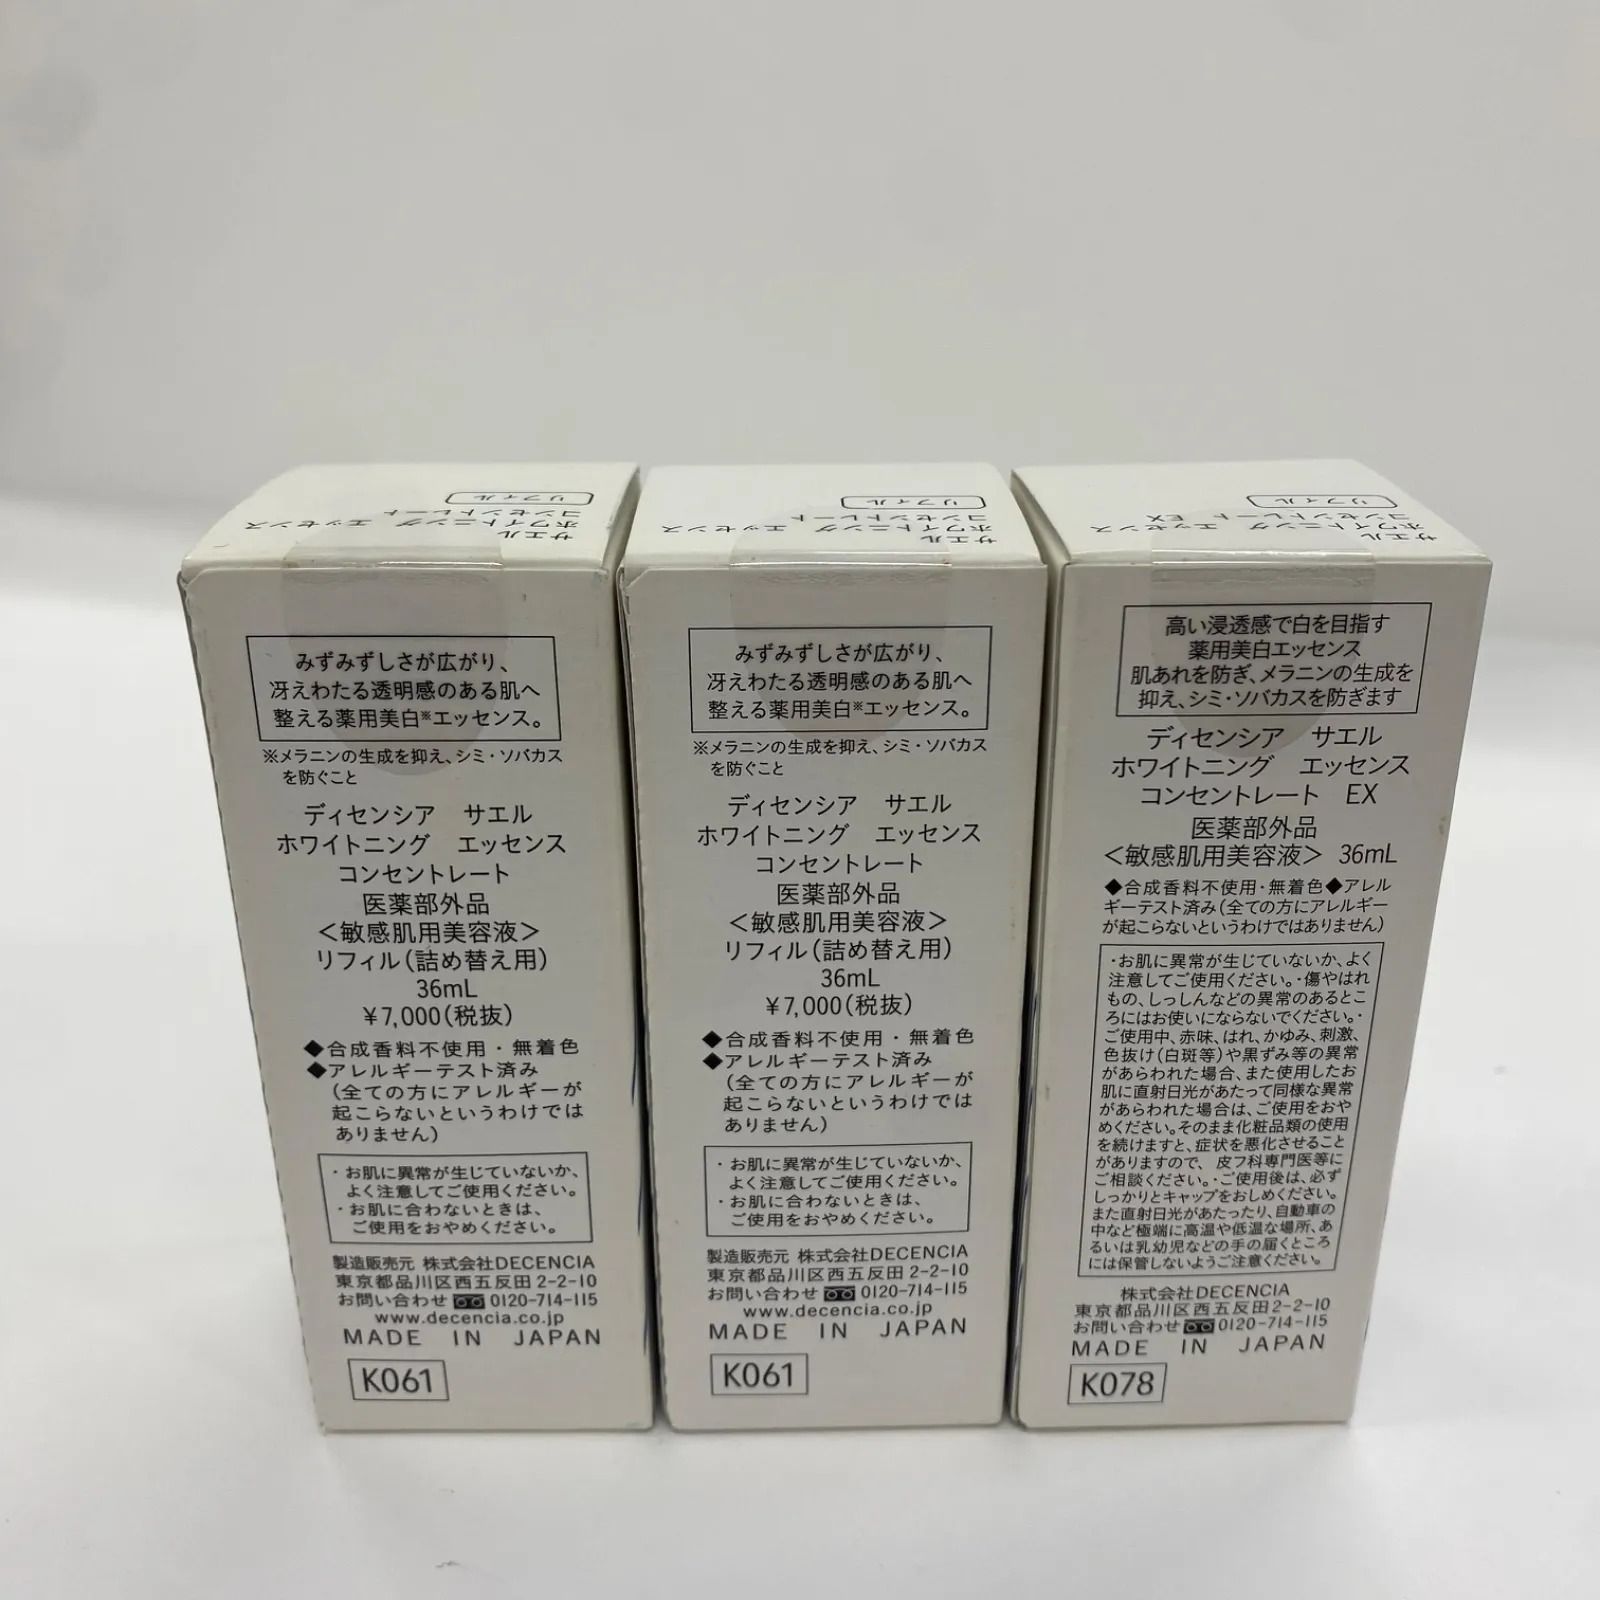 サエル
ホワイトニング エッセンス
コンセントレート
リフィル
みずみずしさが広がり、
冴えわたる透明感のある肌へ
整える薬用美白※エッセンス。
※メラニンの生成を抑え、シミ・ソバカス
を防ぐこと
ディセンシア サエル
ホワイトニング エッセンス
コンセントレート
医薬部外品
＜敏感肌用美容液＞
リフィル(詰め替え用)
36mL
¥7,000(税抜)
◆合成香料不使用・無着色
◆アレルギーテスト済み
(全ての方にアレルギーが
起こらないというわけでは
ありません)
・お肌に異常が生じていないか、
よく注意してご使用ください。
・お肌に合わないときは、
ご使用をおやめください。
製造販売元 株式会社DECENCIA
東京都品川区西五反田2-2-10
お問い合わせ 0120-714-115
www.decencia.co.jp
MADE IN JAPAN
K061
サエル
ホワイトニング エッセンス
コンセントレート
リフィル
みずみずしさが広がり、
冴えわたる透明感のある肌へ
整える薬用美白※エッセンス。
※メラニンの生成を抑え、シミ・ソバカス
を防ぐこと
ディセンシア サエル
ホワイトニング エッセンス
コンセントレート
医薬部外品
＜敏感肌用美容液＞
リフィル(詰め替え用)
36mL
¥7,000(税抜)
◆合成香料不使用・無着色
◆アレルギーテスト済み
(全ての方にアレルギーが
起こらないというわけでは
ありません)
・お肌に異常が生じていないか、
よく注意してご使用ください。
・お肌に合わないときは、
ご使用をおやめください。
製造販売元 株式会社DECENCIA
東京都品川区西五反田2-2-10
お問い合わせ 0120-714-115
www.decencia.co.jp
MADE IN JAPAN
K061
サエル
ホワイトニング エッセンス
コンセントレート EX
リフィル
高い浸透感で白を目指す
薬用美白エッセンス
肌あれを防ぎ、メラニンの生成を
抑え、シミ・ソバカスを防ぎます
ディセンシア サエル
ホワイトニング エッセンス
コンセントレート EX
医薬部外品
＜敏感肌用美容液＞ 36mL
◆合成香料不使用・無着色◆アレル
ギーテスト済み(全ての方にアレルギー
が起こらないというわけではありません)
・お肌に異常が生じていないか、よく
注意してご使用ください。・傷やはれ
もの、しっしんなどの異常のあるとこ
ろにはお使いにならないでください。・
ご使用中、赤味、はれ、かゆみ、刺激、
色抜け(白斑等)や黒ずみ等の異常
があらわれた場合、また使用したお
肌に直射日光があたって同様な異常
があらわれた場合は、ご使用をおや
めください。そのまま化粧品類の使用
を続けますと、症状を悪化させること
がありますので、皮フ科専門医等に
ご相談ください。・ご使用後は、必ず
しっかりとキャップをおしめください。
また直射日光があたったり、自動車の
中など極端に高温や低温な場所、あ
るいは乳幼児などの手の届くところ
には保管しないようご注意ください。
株式会社DECENCIA
東京都品川区西五反田2-2-10
お問い合わせ 0120-714-115
MADE IN JAPAN
K078